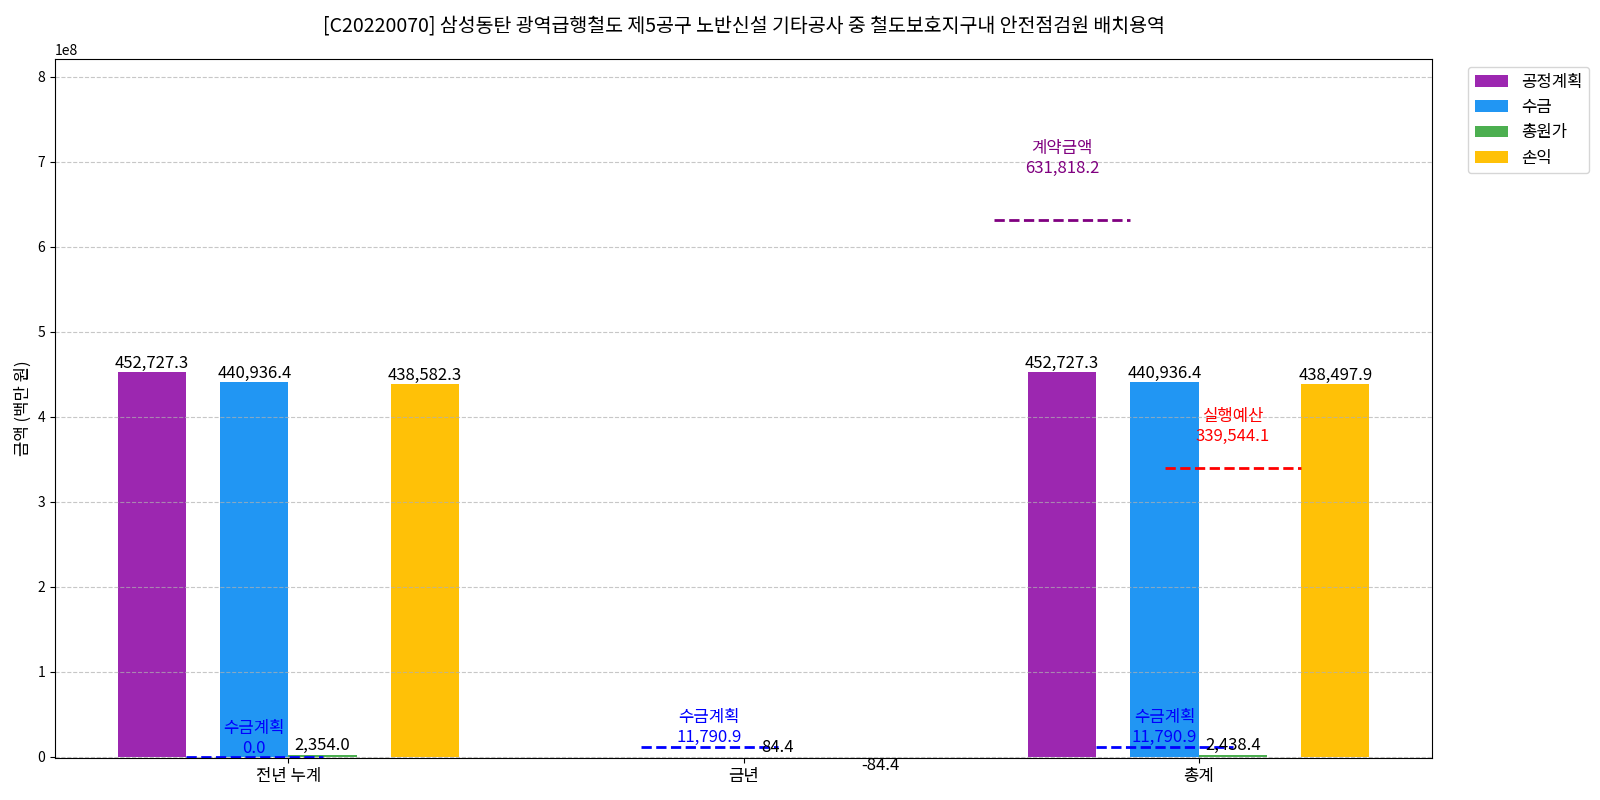 [C20220070] 삼성동탄 광역급행철도 제5공구 노반신설 기타공사 중 철도보호지구내 안전점검원 배치용역
1e8
8
7
6
5
4
3
2
1
0
금액 (백만 원)
공정계획
수금
총원가
손익
계약금액
631,818.2
452,727.3
440,936.4
438,582.3
452,727.3
440,936.4
438,497.9
실행예산
339,544.1
수금계획
0.0
2,354.0
수금계획
11,790.9
84.4
-84.4
수금계획
11,790.9
2,438.4
전년 누계
금년
총계